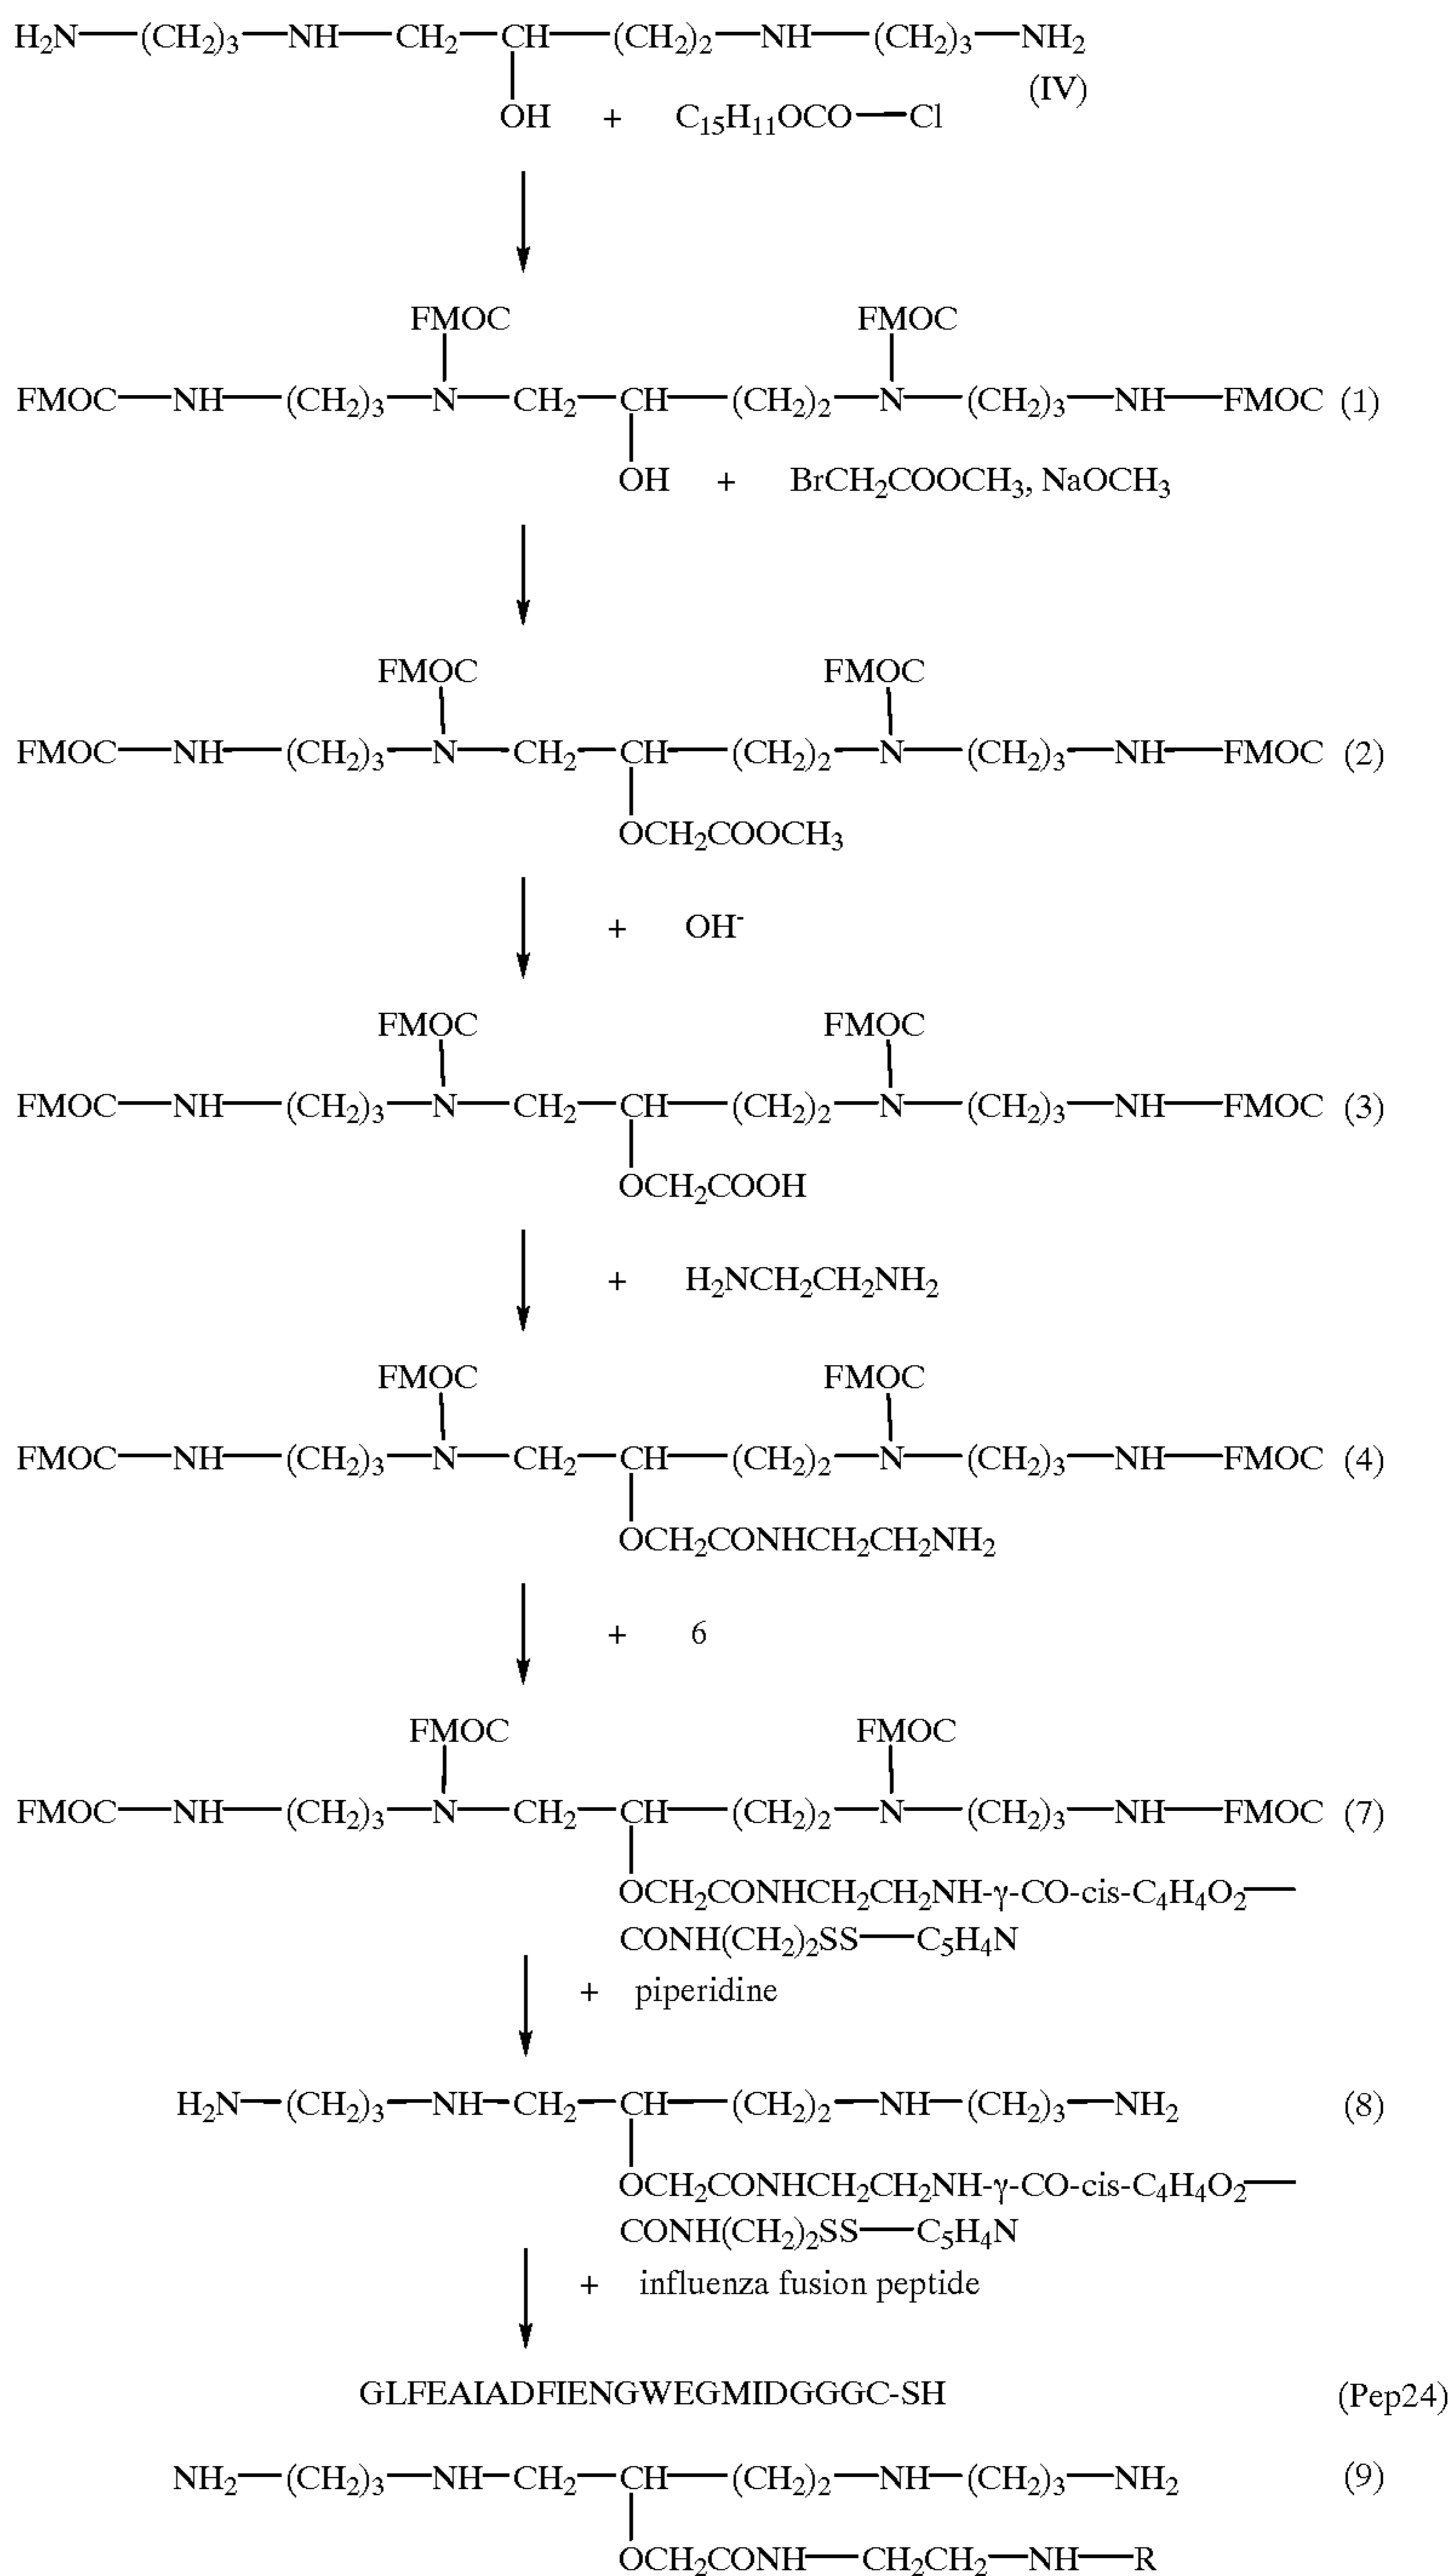 H₂N—(CH₂)₃—NH—CH₂—CH—(CH₂)₂—NH—(CH₂)₃—NH₂
(IV)
OH + C₁₅H₁₁OCO—Cl
FMOC FMOC
FMOC—NH—(CH₂)₃—N—CH₂—CH—(CH₂)₂—N—(CH₂)₃—NH—FMOC (1)
OH + BrCH₂COOCH₃, NaOCH₃
FMOC FMOC
FMOC—NH—(CH₂)₃—N—CH₂—CH—(CH₂)₂—N—(CH₂)₃—NH—FMOC (2)
OCH₂COOCH₃
+ OH⁻
FMOC FMOC
FMOC—NH—(CH₂)₃—N—CH₂—CH—(CH₂)₂—N—(CH₂)₃—NH—FMOC (3)
OCH₂COOH
+ H₂NCH₂CH₂NH₂
FMOC FMOC
FMOC—NH—(CH₂)₃—N—CH₂—CH—(CH₂)₂—N—(CH₂)₃—NH—FMOC (4)
OCH₂CONHCH₂CH₂NH₂
+ 6
FMOC FMOC
FMOC—NH—(CH₂)₃—N—CH₂—CH—(CH₂)₂—N—(CH₂)₃—NH—FMOC (7)
OCH₂CONHCH₂CH₂NH-γ-CO-cis-C₄H₄O₂—
CONH(CH₂)₂SS—C₅H₄N
+ piperidine
H₂N—(CH₂)₃—NH—CH₂—CH—(CH₂)₂—NH—(CH₂)₃—NH₂ (8)
OCH₂CONHCH₂CH₂NH-γ-CO-cis-C₄H₄O₂—
CONH(CH₂)₂SS—C₅H₄N
+ influenza fusion peptide
GLFEAIADFIENGWEGMIDGGGC-SH (Pep24)
NH₂—(CH₂)₃—NH—CH₂—CH—(CH₂)₂—NH—(CH₂)₃—NH₂ (9)
OCH₂CONH—CH₂CH₂—NH—R